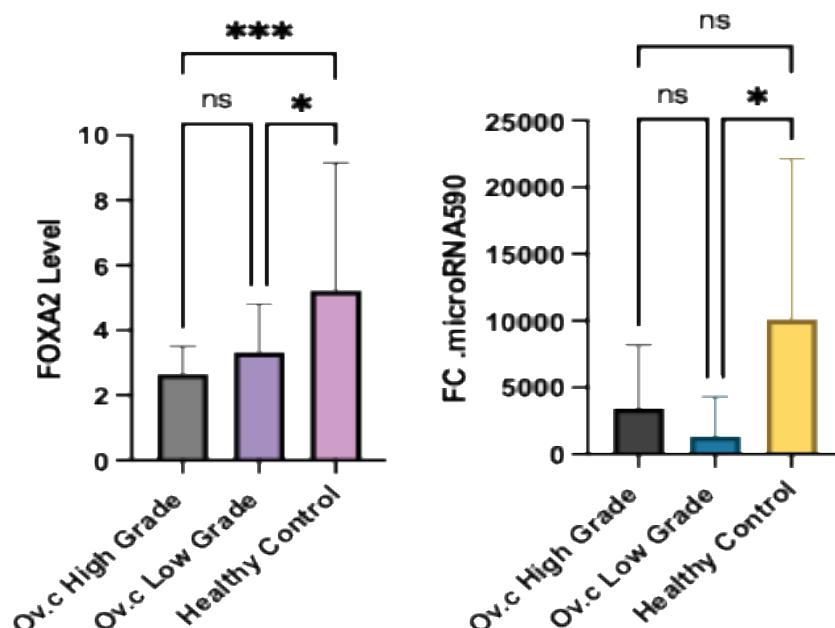 ***
ns
*
10
8
6
4
2
0
FOXA2 Level
Ov.c High Grade
Ov.c Low Grade
Healthy Control
ns
ns
*
25000
20000
15000
10000
5000
0
FC .microRNA590
Ov.c High Grade
Ov.c Low Grade
Healthy Control